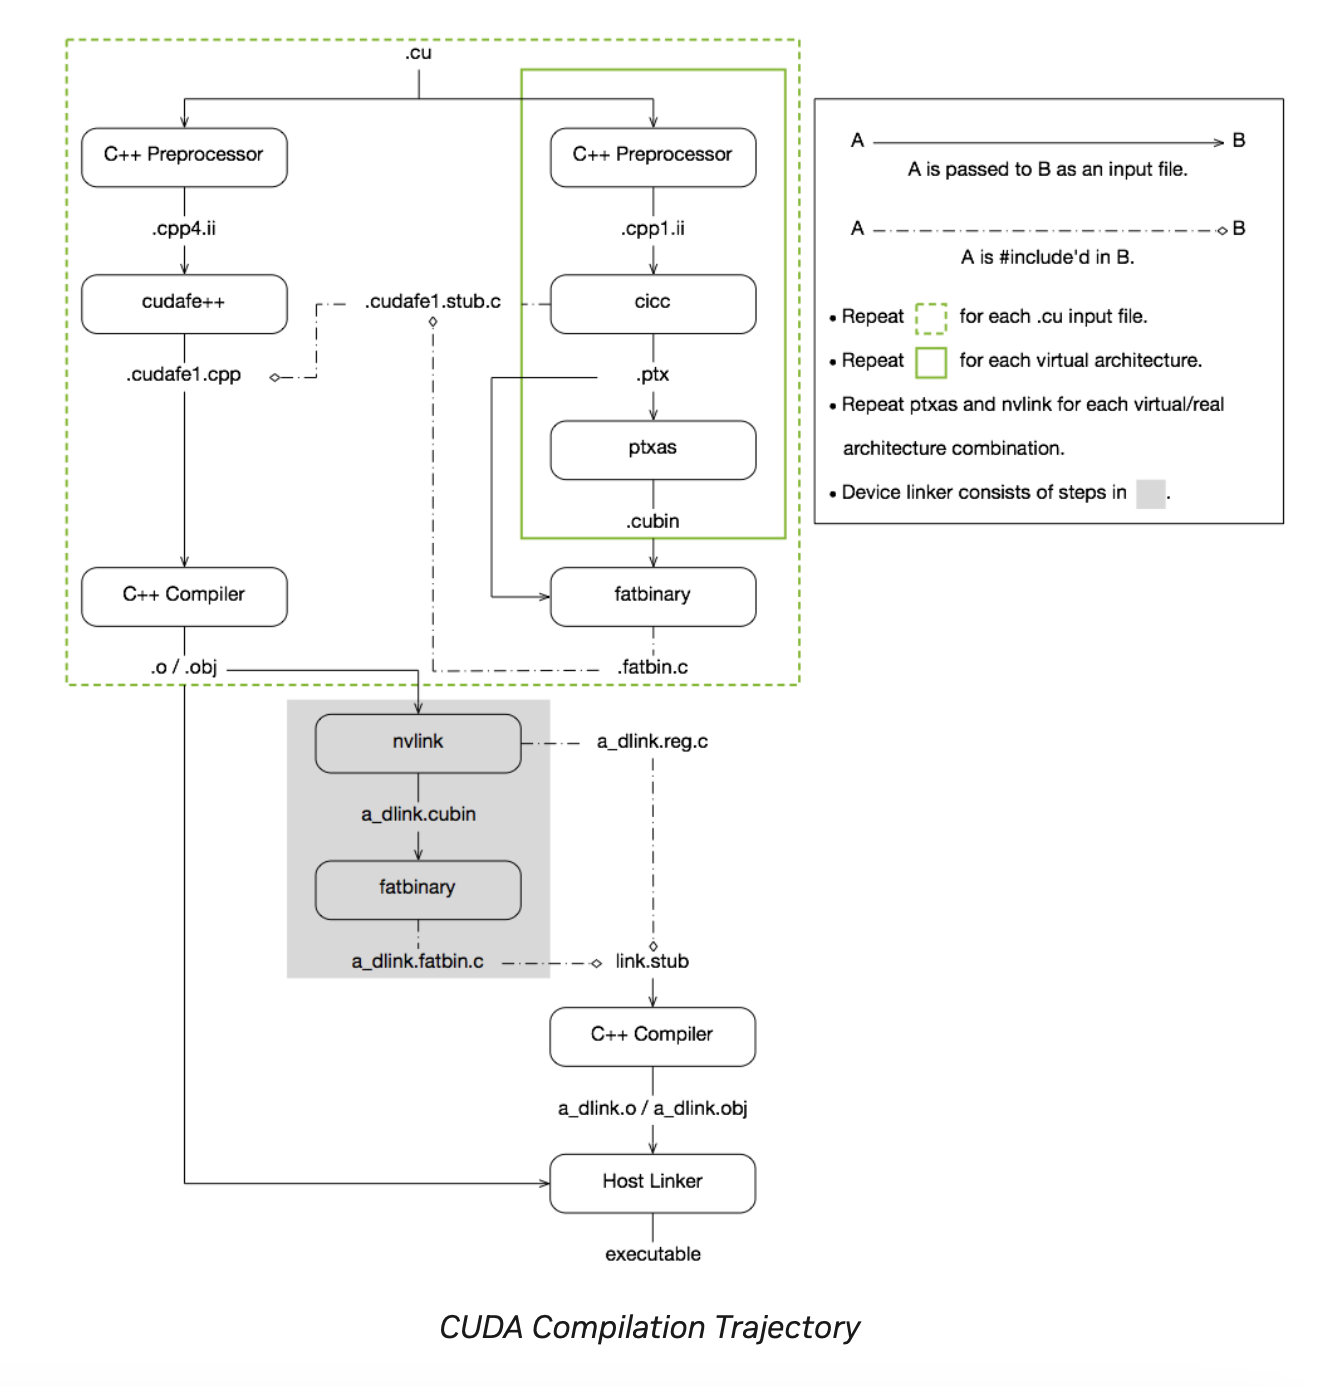 .cu
C++ Preprocessor
C++ Preprocessor
.cpp4.ii
.cpp1.ii
cudafe++
.cudafe1.stub.c
cicc
.cudafe1.cpp
.ptx
ptxas
.cubin
C++ Compiler
fatbinary
.o / .obj
.fatbin.c
nvlink
a_dlink.reg.c
a_dlink.cubin
fatbinary
a_dlink.fatbin.c
link.stub
C++ Compiler
a_dlink.o / a_dlink.obj
Host Linker
executable
A B
A is passed to B as an input file.
A B
A is #include'd in B.
• Repeat for each .cu input file.
• Repeat for each virtual architecture.
• Repeat ptxas and nvlink for each virtual/real
architecture combination.
• Device linker consists of steps in .
CUDA Compilation Trajectory